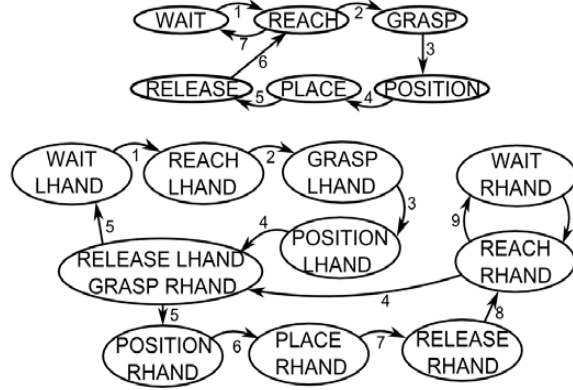 WAIT 1 REACH 2 GRASP
7
6 3
RELEASE 5 PLACE 4 POSITION
WAIT
LHAND
1
REACH
LHAND
2
GRASP
LHAND
3
POSITION
LHAND
4
RELEASE LHAND
GRASP RHAND
5
5
POSITION
RHAND
6
PLACE
RHAND
7
RELEASE
RHAND
8
REACH
RHAND
4
9
WAIT
RHAND